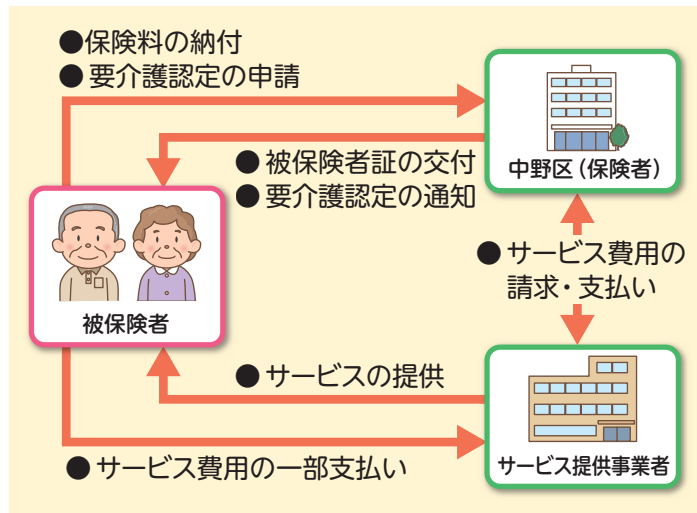 ●保険料の納付
●要介護認定の申請
●被保険者証の交付
●要介護認定の通知
中野区(保険者)
被保険者
●サービス費用の
請求・支払い
●サービスの提供
●サービス費用の一部支払い
サービス提供事業者